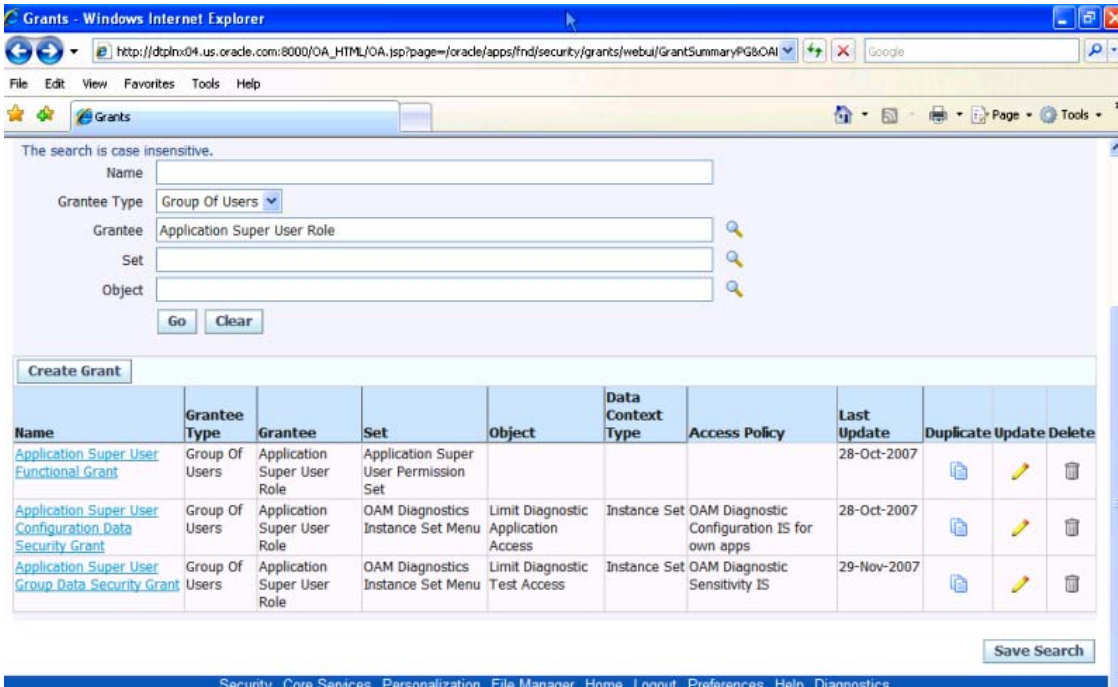 Grants - Windows Internet Explorer
http://dtplnx04.us.oracle.com:8000/OA_HTML/OA.jsp?page=/oracle/apps/fnd/security/grants/webui/GrantSummaryPG&OAI
Google
File Edit View Favorites Tools Help
Grants
Page Tools
The search is case insensitive.
Name
Grantee Type Group Of Users
Grantee Application Super User Role
Set
Object
Go Clear
Create Grant
Name Grantee Type Grantee Set Object Data Context Type Access Policy Last Update Duplicate Update Delete
Application Super User Functional Grant Group Of Users Application Super User Role Application Super User Permission Set 28-Oct-2007
Application Super User Configuration Data Security Grant Group Of Users Application Super User Role OAM Diagnostics Instance Set Menu Limit Diagnostic Application Access Instance Set OAM Diagnostic Configuration IS for own apps 28-Oct-2007
Application Super User Group Data Security Grant Group Of Users Application Super User Role OAM Diagnostics Instance Set Menu Limit Diagnostic Test Access Instance Set OAM Diagnostic Sensitivity IS 29-Nov-2007
Save Search
Security Core Services Personalization File Manager Home Logout Preferences Help Diagnostics